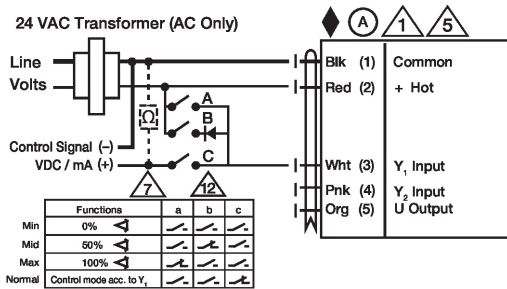 24 VAC Transformer (AC Only)
A 1 5
Line
Volts
Blk (1) Common
Red (2) + Hot
A
Ω
B
Control Signal (–)
VDC / mA (+)
C
Wht (3) Y1 Input
Pnk (4) Y2 Input
Org (5) U Output
7 12
Functions a b c
Min 0%
Mid 50%
Max 100%
Normal Control mode acc. to Y1